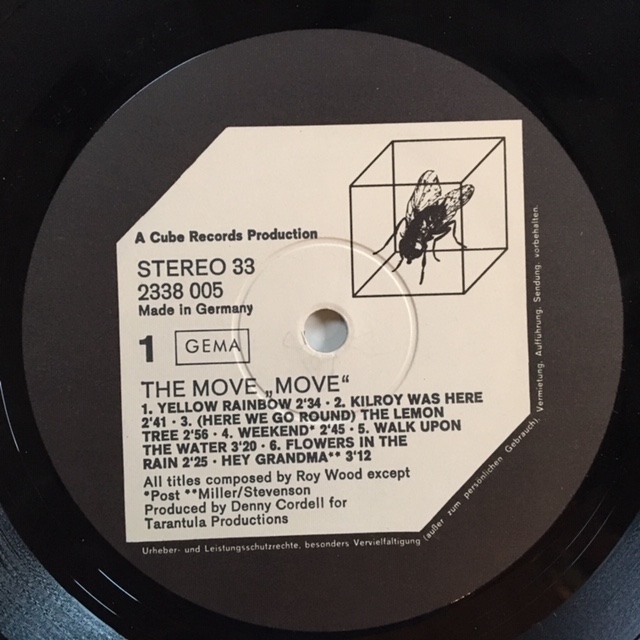 A Cube Records Production
STEREO 33
2338 005
Made in Germany
1 GEMA
THE MOVE „MOVE“
1. YELLOW RAINBOW 2'34 · 2. KILROY WAS HERE
2'41 · 3. (HERE WE GO ROUND) THE LEMON
TREE 2'56 · 4. WEEKEND* 2'45 · 5. WALK UPON
THE WATER 3'20 · 6. FLOWERS IN THE
RAIN 2'25 · HEY GRANDMA** 3'12
All titles composed by Roy Wood except
*Post **Miller/Stevenson
Produced by Denny Cordell for
Tarantula Productions
Urheber- und Leistungsschutzrechte, besonders Vervielfältigung (außer zum persönlichen Gebrauch), Vermietung, Aufführung, Sendung, vorbehalten.